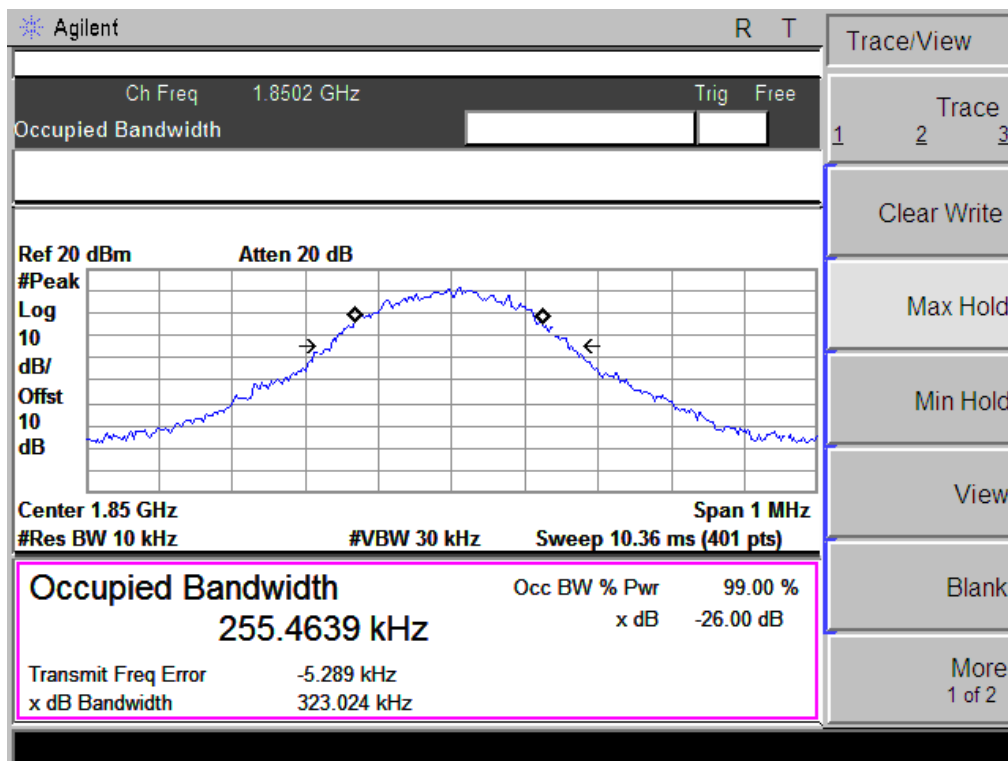 Agilent R T
Ch Freq 1.8502 GHz Trig Free
Occupied Bandwidth
Ref 20 dBm Atten 20 dB
#Peak
Log
10
dB/
Offst
10
dB
Center 1.85 GHz Span 1 MHz
#Res BW 10 kHz #VBW 30 kHz Sweep 10.36 ms (401 pts)
Occupied Bandwidth
255.4639 kHz
Occ BW % Pwr 99.00 %
x dB -26.00 dB
Transmit Freq Error -5.289 kHz
x dB Bandwidth 323.024 kHz
Trace/View
Trace
1 2 3
Clear Write
Max Hold
Min Hold
View
Blank
More
1 of 2